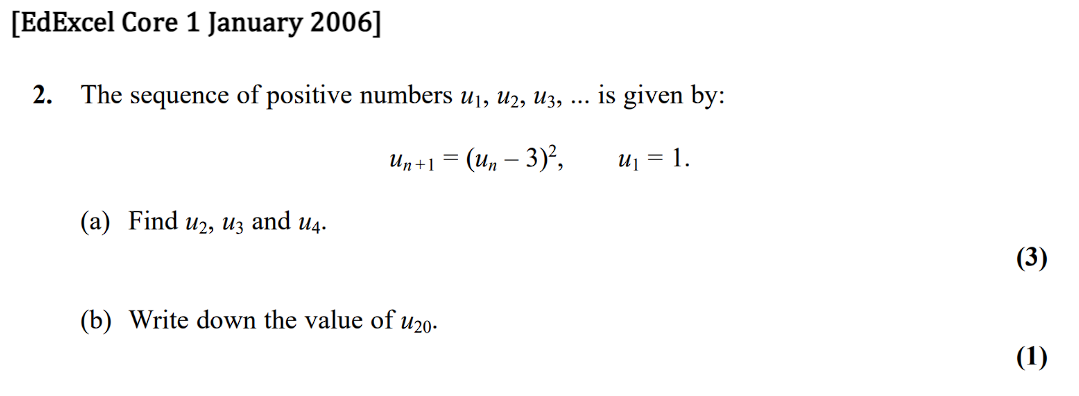 [EdExcel Core 1 January 2006]
2. The sequence of positive numbers u₁, u₂, u₃, ... is given by:
uₙ₊₁ = (uₙ – 3)², u₁ = 1.
(a) Find u₂, u₃ and u₄.
(3)
(b) Write down the value of u₂₀.
(1)